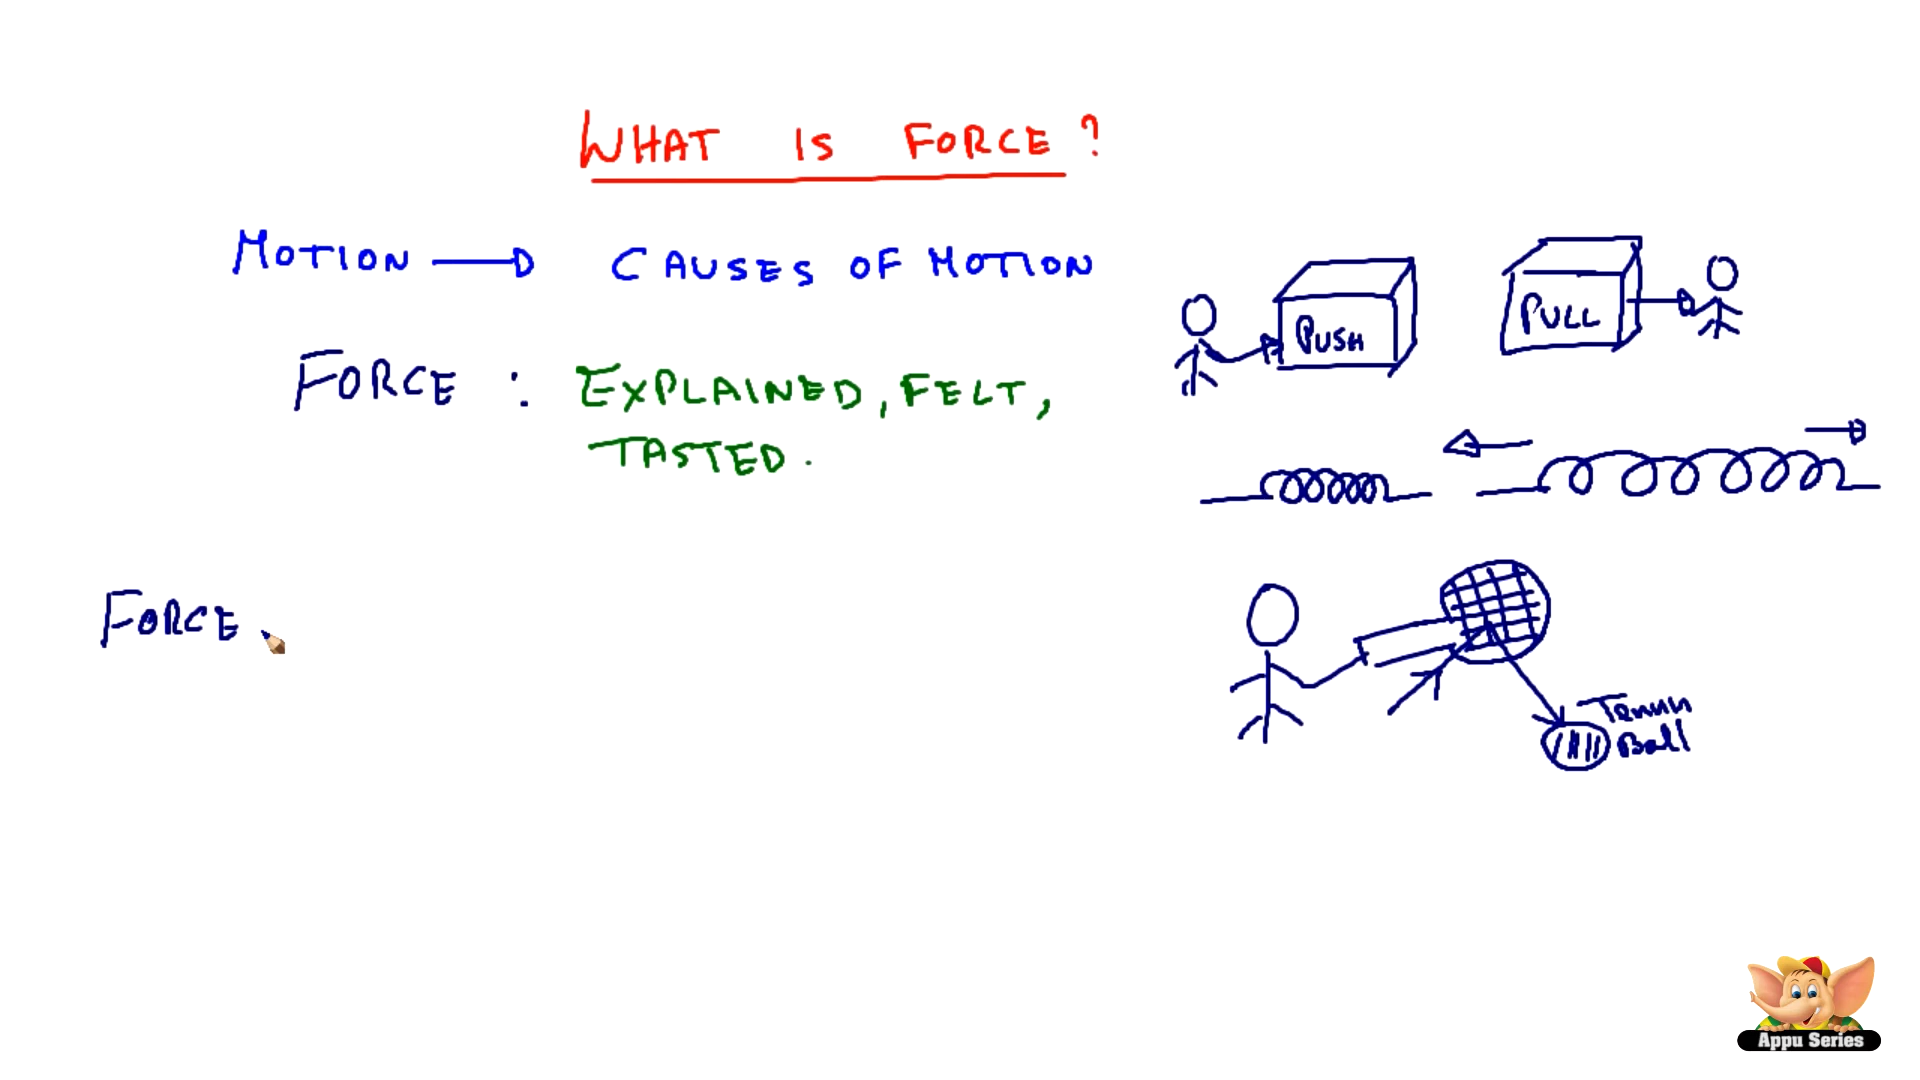 WHAT IS FORCE?
MOTION → CAUSES OF MOTION
FORCE : EXPLAINED, FELT,
TASTED.
PUSH
PULL
FORCE
Tennis
Ball
Appu Series